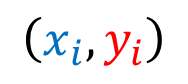 (xᵢ, yᵢ)